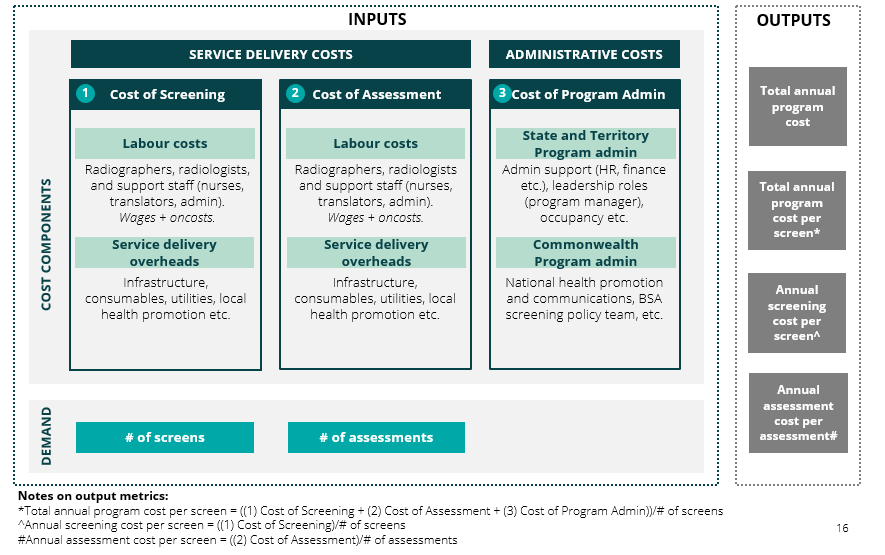 INPUTS
OUTPUTS
SERVICE DELIVERY COSTS
ADMINISTRATIVE COSTS
COST COMPONENTS
1 Cost of Screening
Labour costs
Radiographers, radiologists,
and support staff (nurses,
translators, admin).
Wages + oncosts.
Service delivery
overheads
Infrastructure,
consumables, utilities, local
health promotion etc.
2 Cost of Assessment
Labour costs
Radiographers, radiologists
and support staff (nurses,
translators, admin).
Wages + oncosts.
Service delivery
overheads
Infrastructure,
consumables, utilities, local
health promotion etc.
3 Cost of Program Admin
State and Territory
Program admin
Admin support (HR, finance
etc.), leadership roles
(program manager),
occupancy etc.
Commonwealth
Program admin
National health promotion
and communications, BSA
screening policy team, etc.
DEMAND
# of screens
# of assessments
Total annual
program
cost
Total annual
program
cost per
screen*
Annual
screening
cost per
screen^
Annual
assessment
cost per
assessment#
Notes on output metrics:
*Total annual program cost per screen = ((1) Cost of Screening + (2) Cost of Assessment + (3) Cost of Program Admin))/# of screens
^Annual screening cost per screen = ((1) Cost of Screening)/# of screens
#Annual assessment cost per screen = ((2) Cost of Assessment)/# of assessments
16